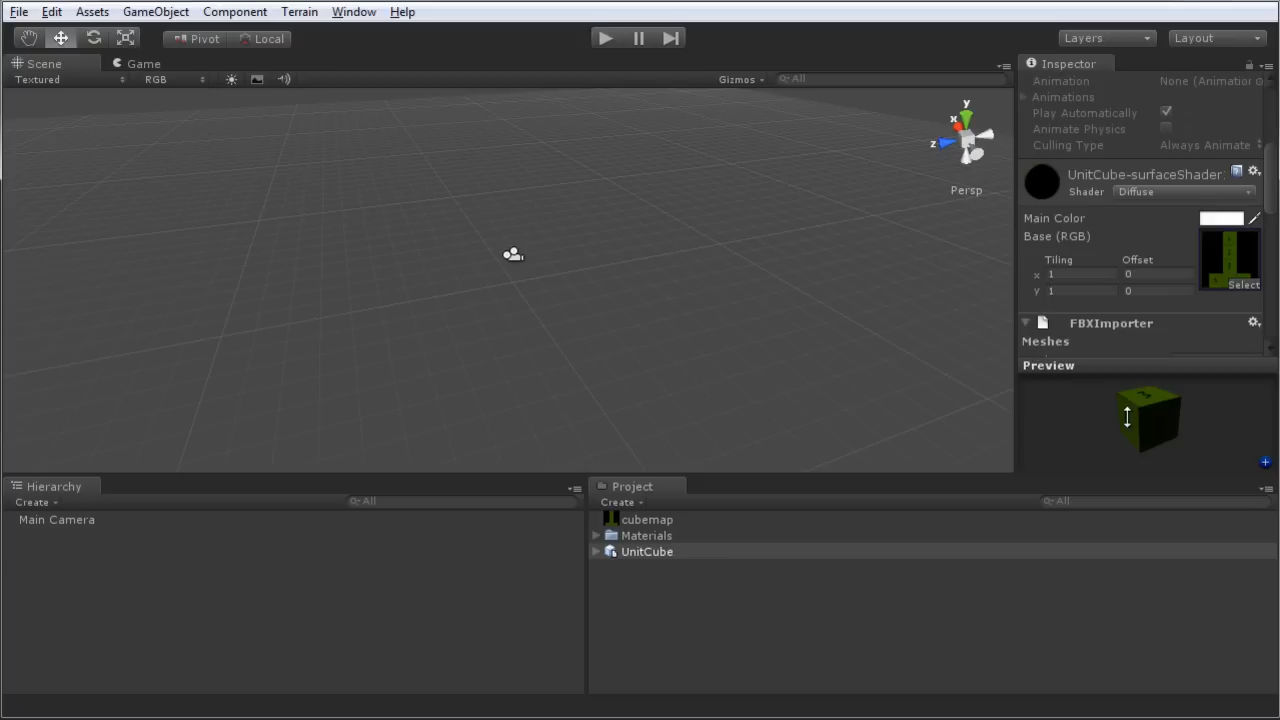 File Edit Assets GameObject Component Terrain Window Help
Pivot Local Layers Layout
Scene Game
Textured RGB Gizmos All
y
x
z
Persp
Inspector
Animation None (Animation
Animations
Play Automatically
Animate Physics
Culling Type Always Animate
UnitCube-surfaceShader
Shader Diffuse
Main Color
Base (RGB)
Tiling Offset
x 1 0
y 1 0
Select
FBXImporter
Meshes
Preview
M
Hierarchy
Create All
Main Camera
Project
Create All
cubemap
Materials
UnitCube